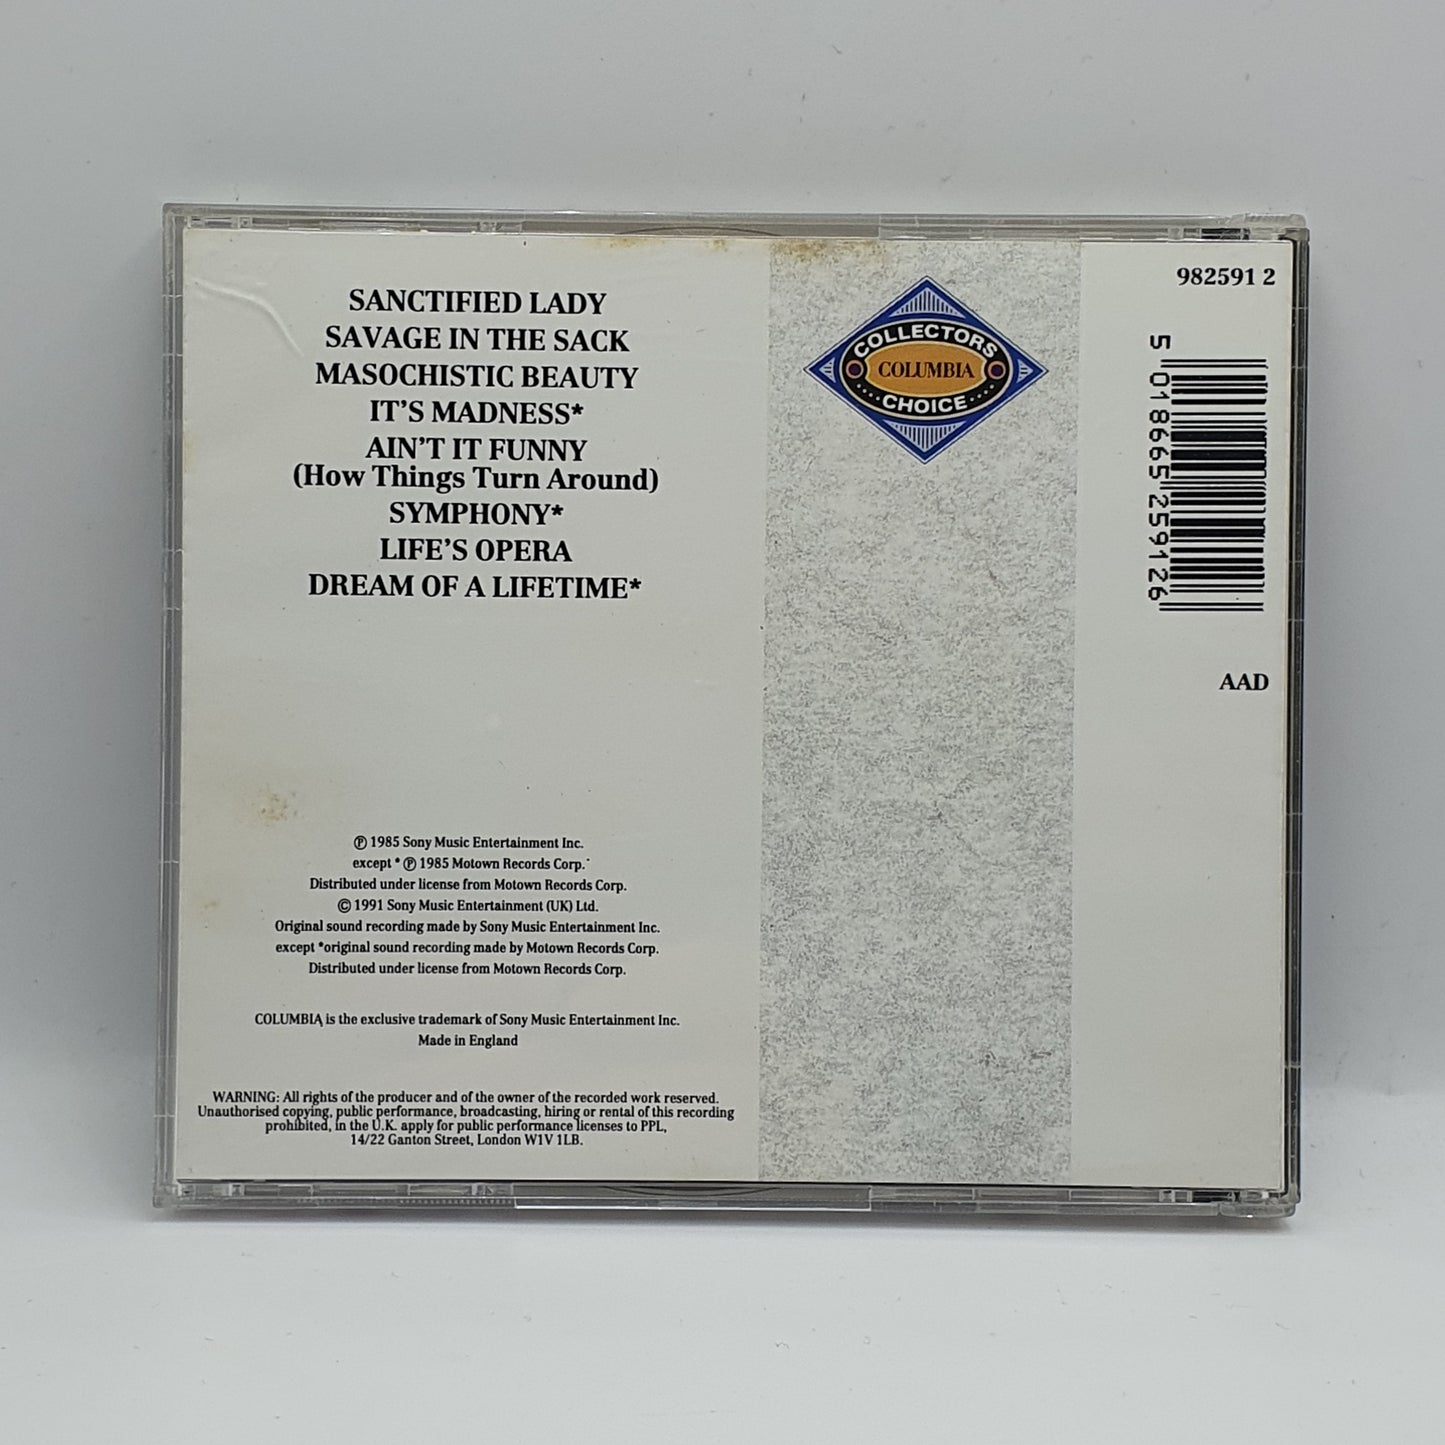 SANCTIFIED LADY
SAVAGE IN THE SACK
MASOCHISTIC BEAUTY
IT'S MADNESS*
AIN'T IT FUNNY
(How Things Turn Around)
SYMPHONY*
LIFE'S OPERA
DREAM OF A LIFETIME*
℗ 1985 Sony Music Entertainment Inc.
except * ℗ 1985 Motown Records Corp.
Distributed under license from Motown Records Corp.
© 1991 Sony Music Entertainment (UK) Ltd.
Original sound recording made by Sony Music Entertainment Inc.
except *original sound recording made by Motown Records Corp.
Distributed under license from Motown Records Corp.
COLUMBIA is the exclusive trademark of Sony Music Entertainment Inc.
Made in England
WARNING: All rights of the producer and of the owner of the recorded work reserved.
Unauthorised copying, public performance, broadcasting, hiring or rental of this recording
prohibited, in the U.K. apply for public performance licenses to PPL,
14/22 Ganton Street, London W1V 1LB.
COLLECTORS
COLUMBIA
CHOICE
982591 2
5 018665 259126
AAD